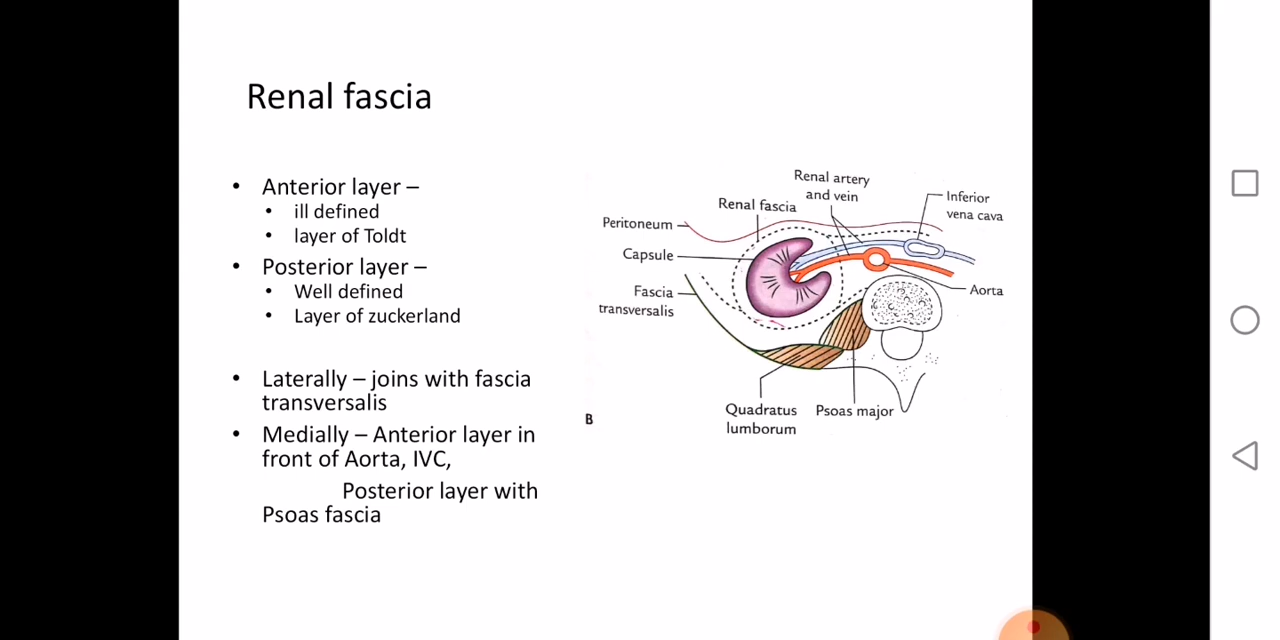 Renal fascia
• Anterior layer –
• ill defined
• layer of Toldt
• Posterior layer –
• Well defined
• Layer of zuckerland
• Laterally – joins with fascia
transversalis
• Medially – Anterior layer in
front of Aorta, IVC,
Posterior layer with
Psoas fascia
Renal artery
and vein
Renal fascia
Inferior
vena cava
Peritoneum
Capsule
Fascia
transversalis
Aorta
Quadratus
lumborum
Psoas major
B